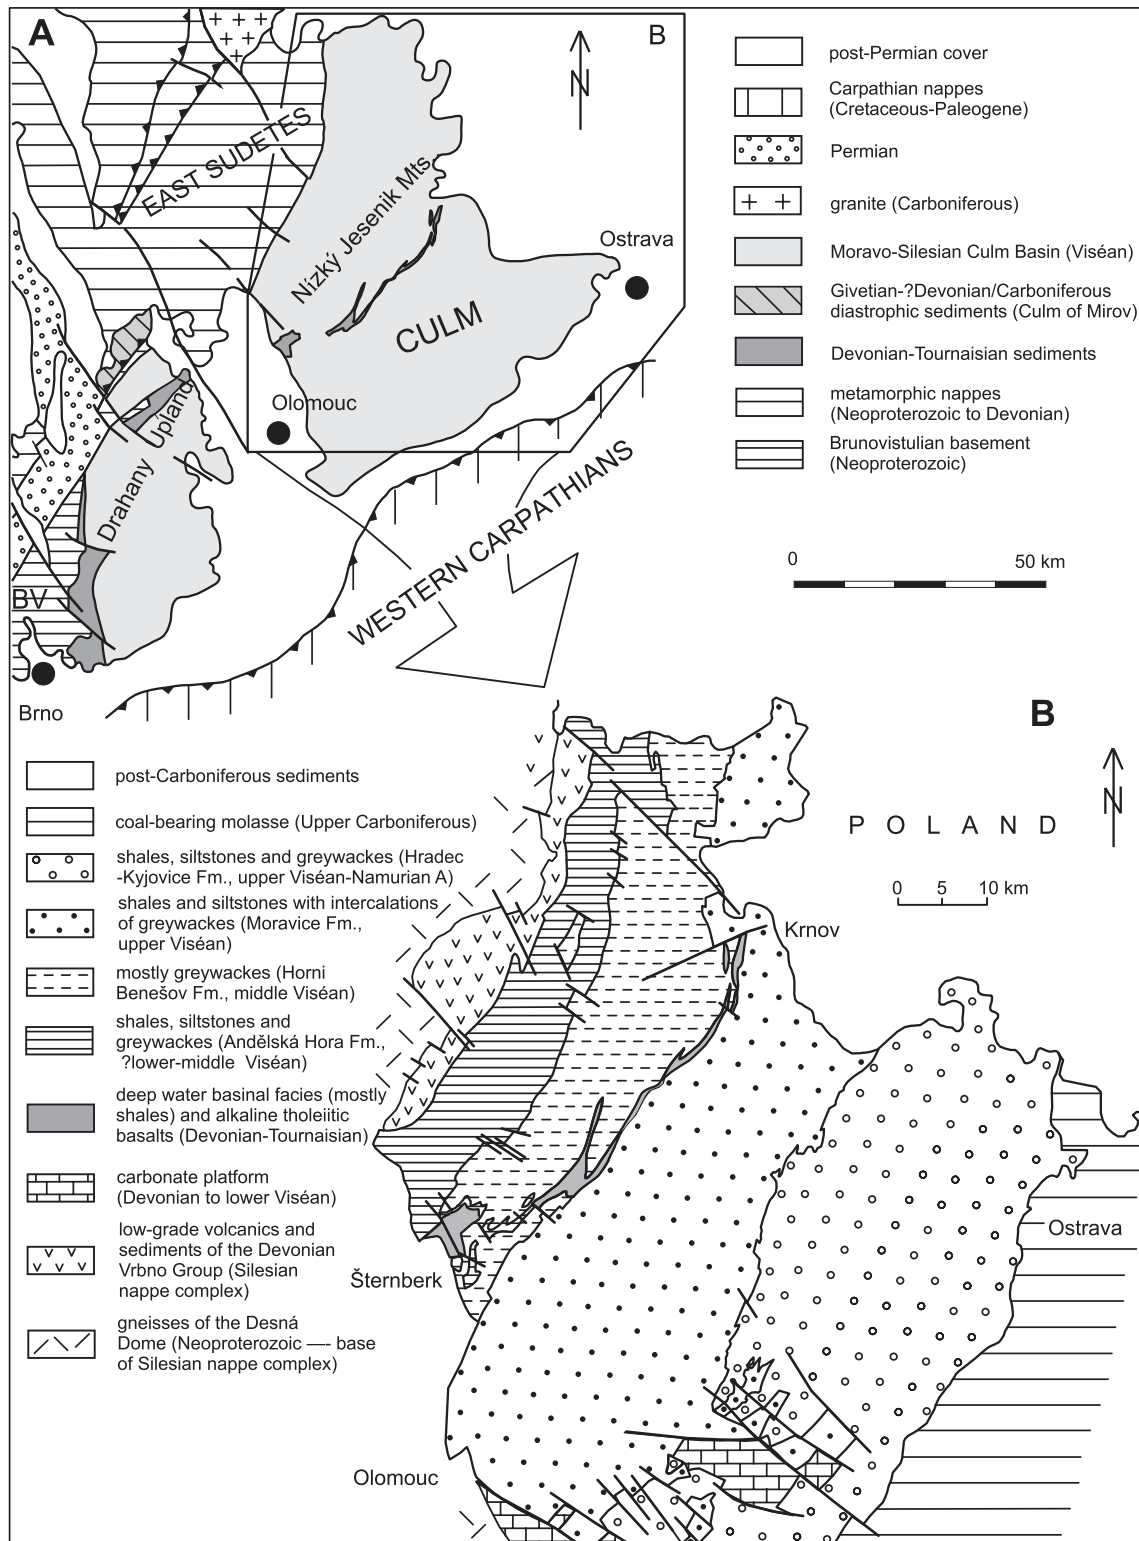 A
B
N
EAST SUDETES
Nízký Jeseník Mts.
Ostrava
CULM
Olomouc
Drahany Upland
WESTERN CARPATHIANS
BV
Brno
post-Permian cover
Carpathian nappes
(Cretaceous-Paleogene)
Permian
granite (Carboniferous)
Moravo-Silesian Culm Basin (Viséan)
Givetian-?Devonian/Carboniferous
diastrophic sediments (Culm of Mirov)
Devonian-Tournaisian sediments
metamorphic nappes
(Neoproterozoic to Devonian)
Brunovistulian basement
(Neoproterozoic)
0 50 km
B
N
POLAND
0 5 10 km
Krnov
Ostrava
Šternberk
Olomouc
post-Carboniferous sediments
coal-bearing molasse (Upper Carboniferous)
shales, siltstones and greywackes (Hradec
-Kyjovice Fm., upper Viséan-Namurian A)
shales and siltstones with intercalations
of greywackes (Moravice Fm.,
upper Viséan)
mostly greywackes (Horni
Benešov Fm., middle Viséan)
shales, siltstones and
greywackes (Andělská Hora Fm.,
?lower-middle Viséan)
deep water basinal facies (mostly
shales) and alkaline tholeiitic
basalts (Devonian-Tournaisian)
carbonate platform
(Devonian to lower Viséan)
low-grade volcanics and
sediments of the Devonian
Vrbno Group (Silesian
nappe complex)
gneisses of the Desná
Dome (Neoproterozoic —- base
of Silesian nappe complex)